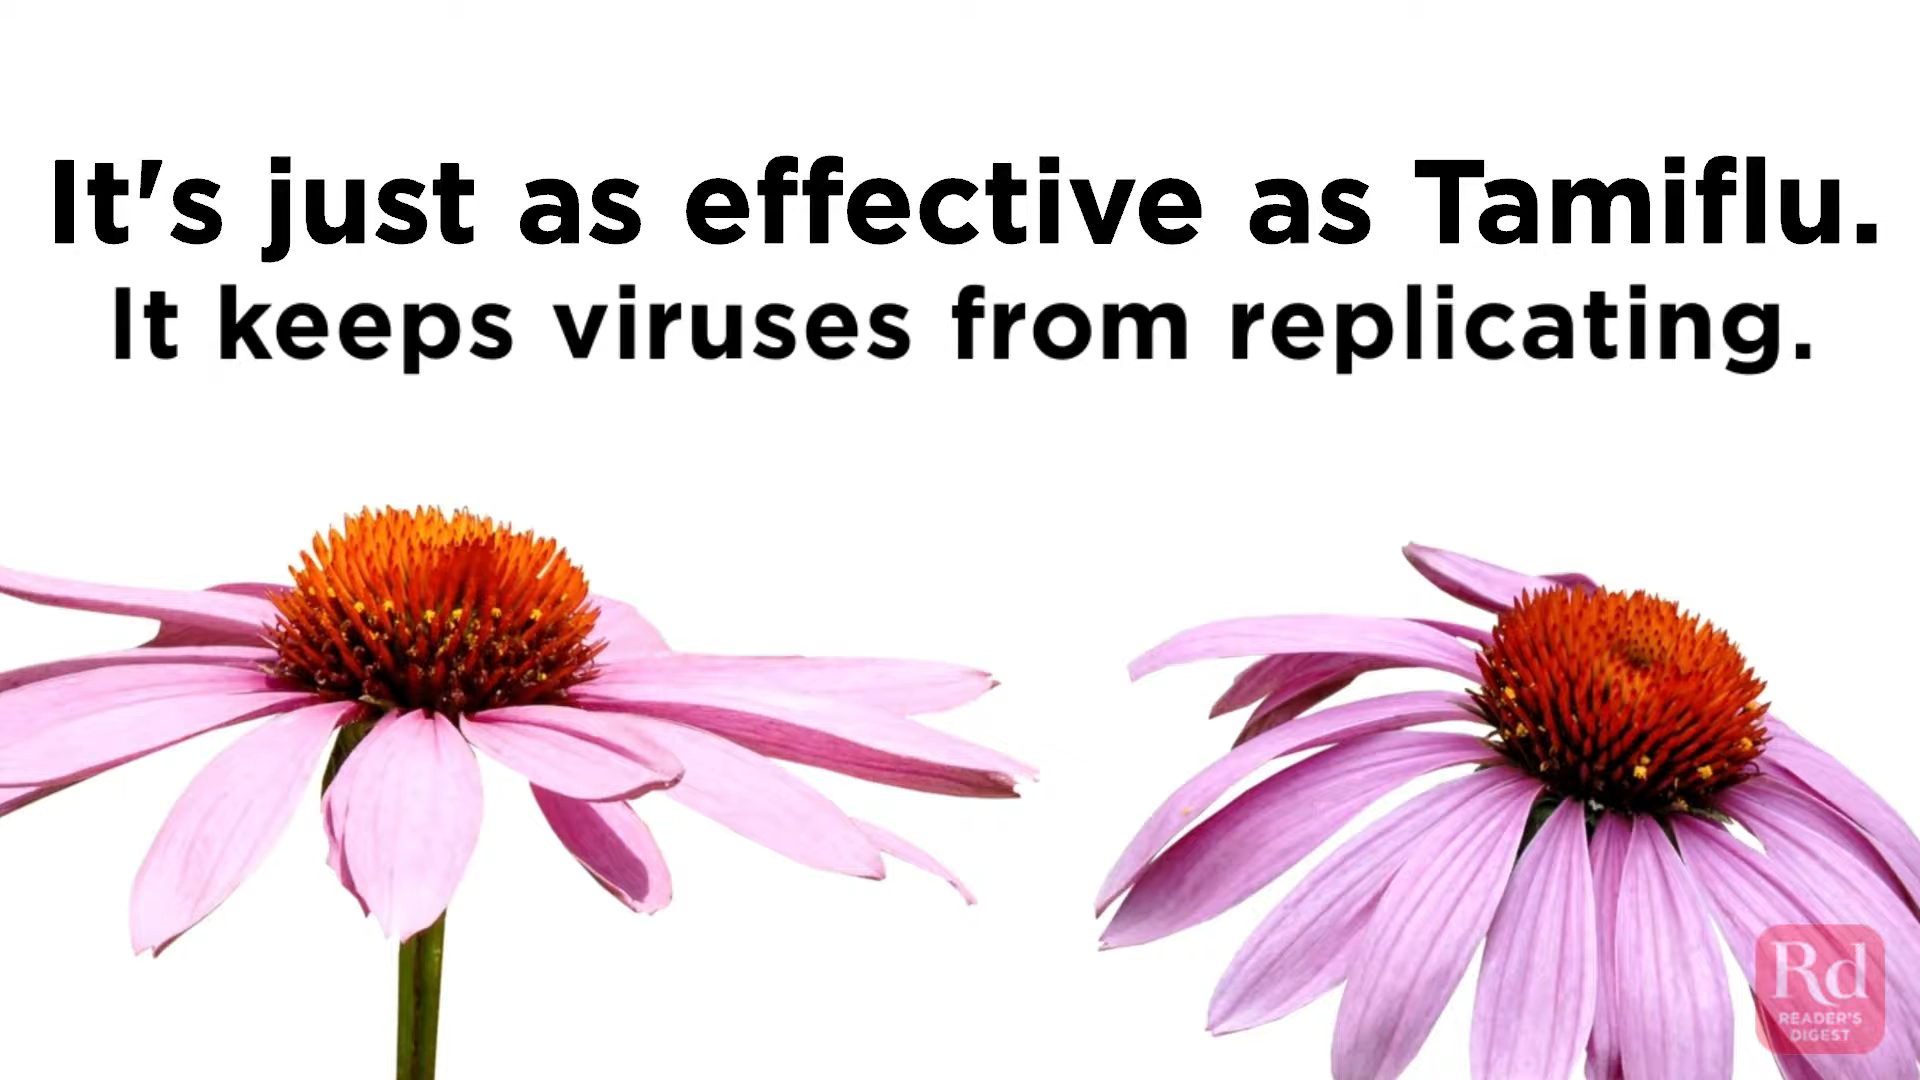 It's just as effective as Tamiflu.
It keeps viruses from replicating.
Rd
READER'S
DIGEST